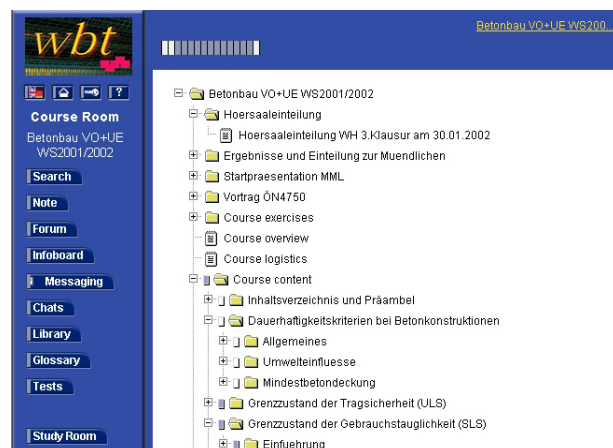 Betonbau VO+UE WS200...
wbt
?
Course Room
Betonbau VO+UE
WS2001/2002
Search
Note
Forum
Infoboard
i Messaging
Chats
Library
Glossary
Tests
Study Room
Betonbau VO+UE WS2001/2002
Hoersaaleinteilung
Hoersaaleinteilung WH 3.Klausur am 30.01.2002
Ergebnisse und Einteilung zur Muendlichen
Startpraesentation MML
Vortrag ÖN4750
Course exercises
Course overview
Course logistics
Course content
Inhaltsverzeichnis und Präambel
Dauerhaftigkeitskriterien bei Betonkonstruktionen
Allgemeines
Umwelteinfluesse
Mindestbetondeckung
Grenzzustand der Tragsicherheit (ULS)
Grenzzustand der Gebrauchstauglichkeit (SLS)
Einfuehrung